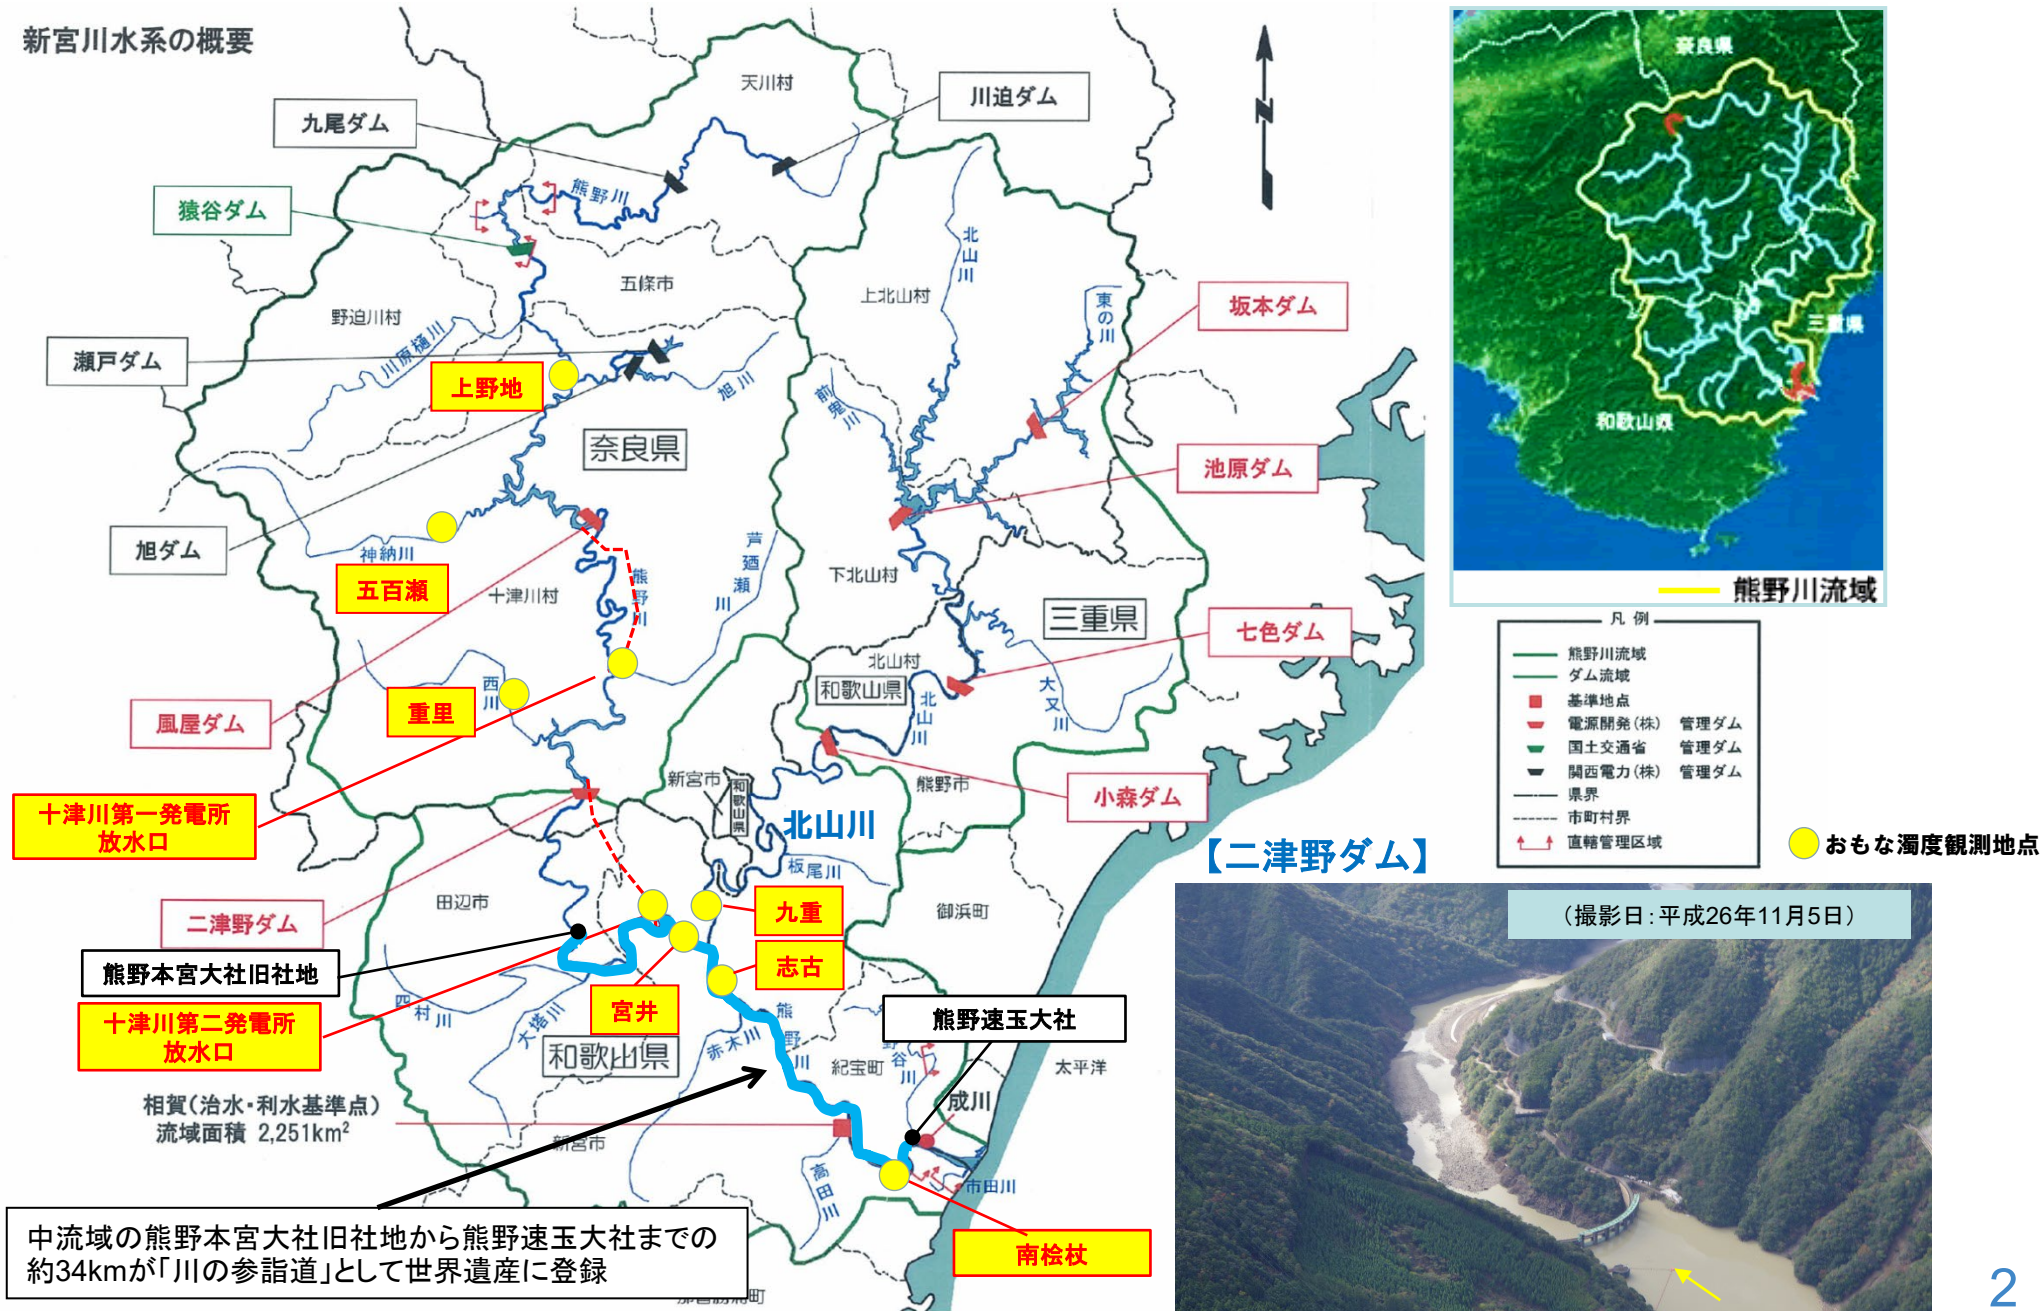 新宮川水系の概要
天川村
川迫ダム
九尾ダム
熊野川
猿谷ダム
北山川
五條市
上北山村
東の川
坂本ダム
野迫川村
川原樋川
瀬戸ダム
上野地
旭川
前鬼川
奈良県
池原ダム
旭ダム
神納川
五百瀬
十津川村
熊野川
芦廼瀬川
下北山村
三重県
七色ダム
北山村
和歌山県
西川
重里
風屋ダム
北山川
大又川
新宮市
和歌山県
熊野市
小森ダム
十津川第一発電所
放水口
北山川
板尾川
田辺市
二津野ダム
九重
御浜町
熊野本宮大社旧社地
志古
四村川
大塔川
宮井
十津川第二発電所
放水口
和歌山県
赤木川
熊野川
熊野速玉大社
紀宝町
太平洋
成川
相賀(治水・利水基準点)
流域面積 2,251km²
新宮市
高田川
市田川
南桧杖
中流域の熊野本宮大社旧社地から熊野速玉大社までの
約34kmが「川の参詣道」として世界遺産に登録
奈良県
三重県
和歌山県
熊野川流域
凡例
熊野川流域
ダム流域
基準地点
電源開発(株) 管理ダム
国土交通省 管理ダム
関西電力(株) 管理ダム
県界
市町村界
直轄管理区域
おもな濁度観測地点
【二津野ダム】
(撮影日:平成26年11月5日)
2